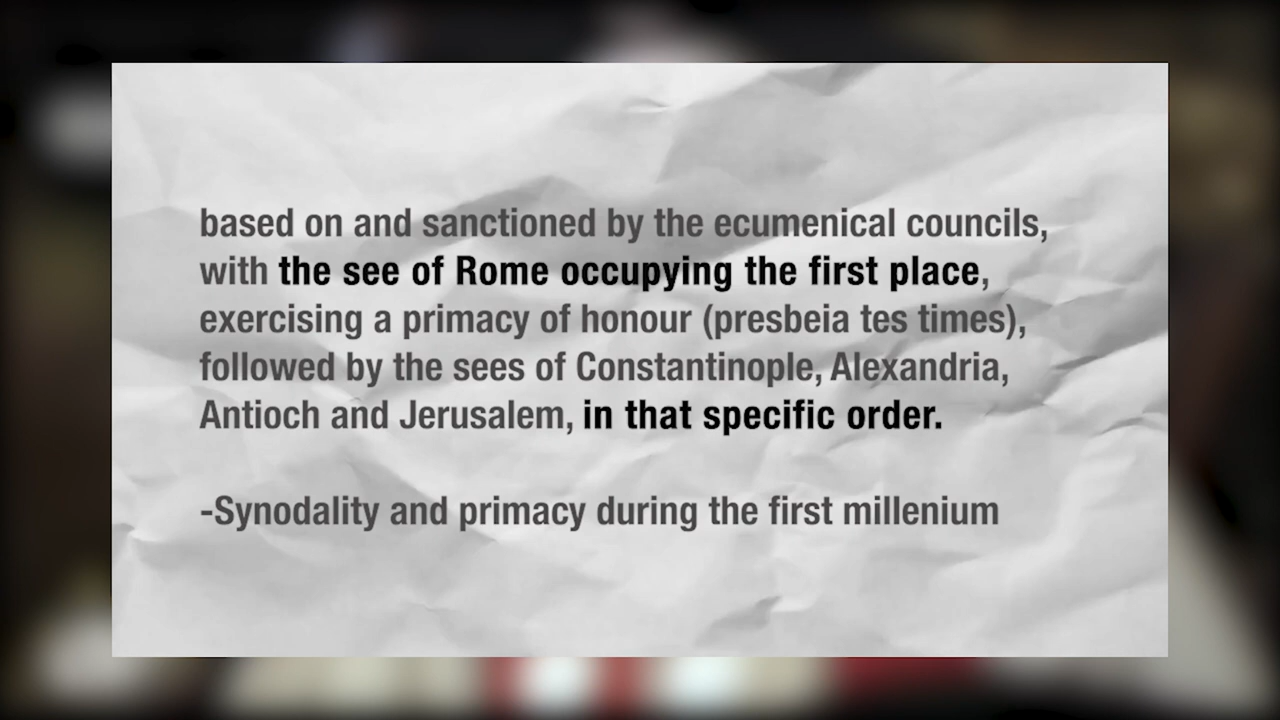 based on and sanctioned by the ecumenical councils,
with the see of Rome occupying the first place,
exercising a primacy of honour (presbeia tes times),
followed by the sees of Constantinople, Alexandria,
Antioch and Jerusalem, in that specific order.
-Synodality and primacy during the first millenium